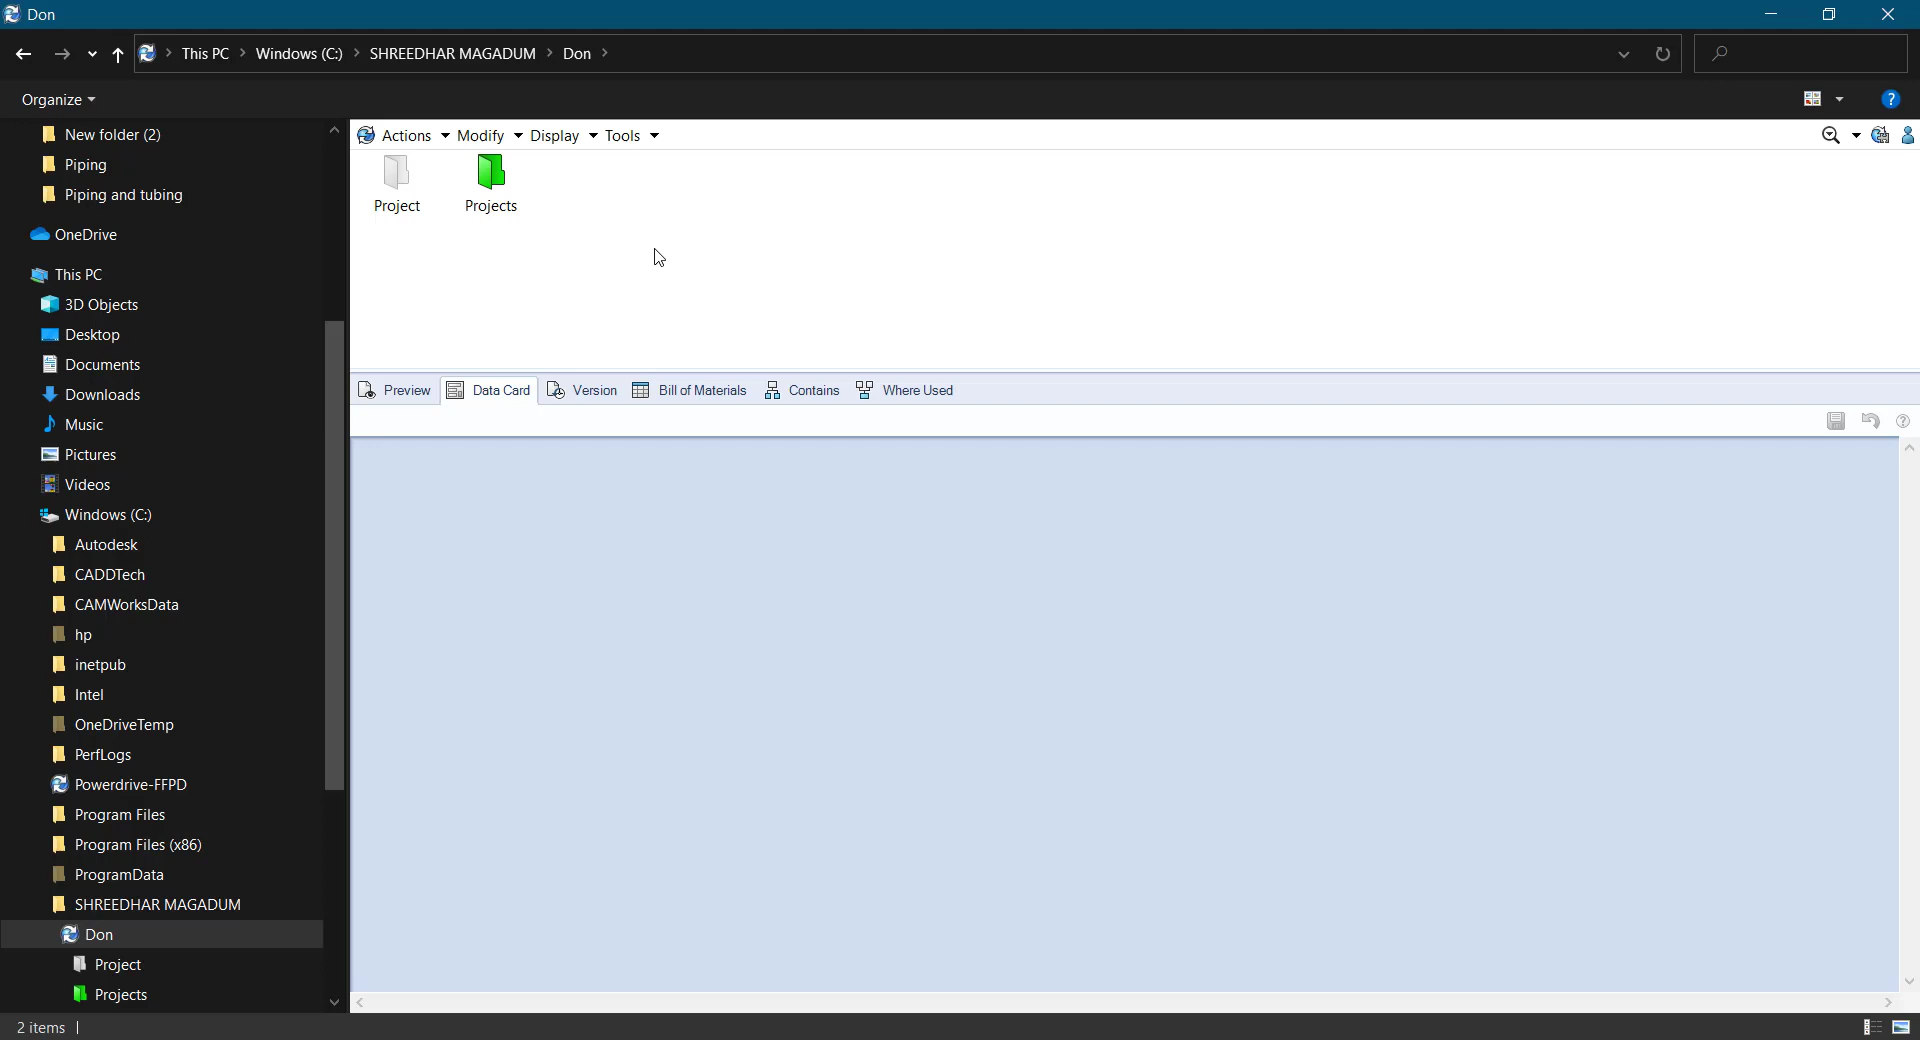 Don
This PC > Windows (C:) > SHREEDHAR MAGADUM > Don >
Organize
New folder (2)
Piping
Piping and tubing
OneDrive
This PC
3D Objects
Desktop
Documents
Downloads
Music
Pictures
Videos
Windows (C:)
Autodesk
CADDTech
CAMWorksData
hp
inetpub
Intel
OneDriveTemp
PerfLogs
Powerdrive-FFPD
Program Files
Program Files (x86)
ProgramData
SHREEDHAR MAGADUM
Don
Project
Projects
Actions Modify Display Tools
Project Projects
Preview Data Card Version Bill of Materials Contains Where Used
2 items